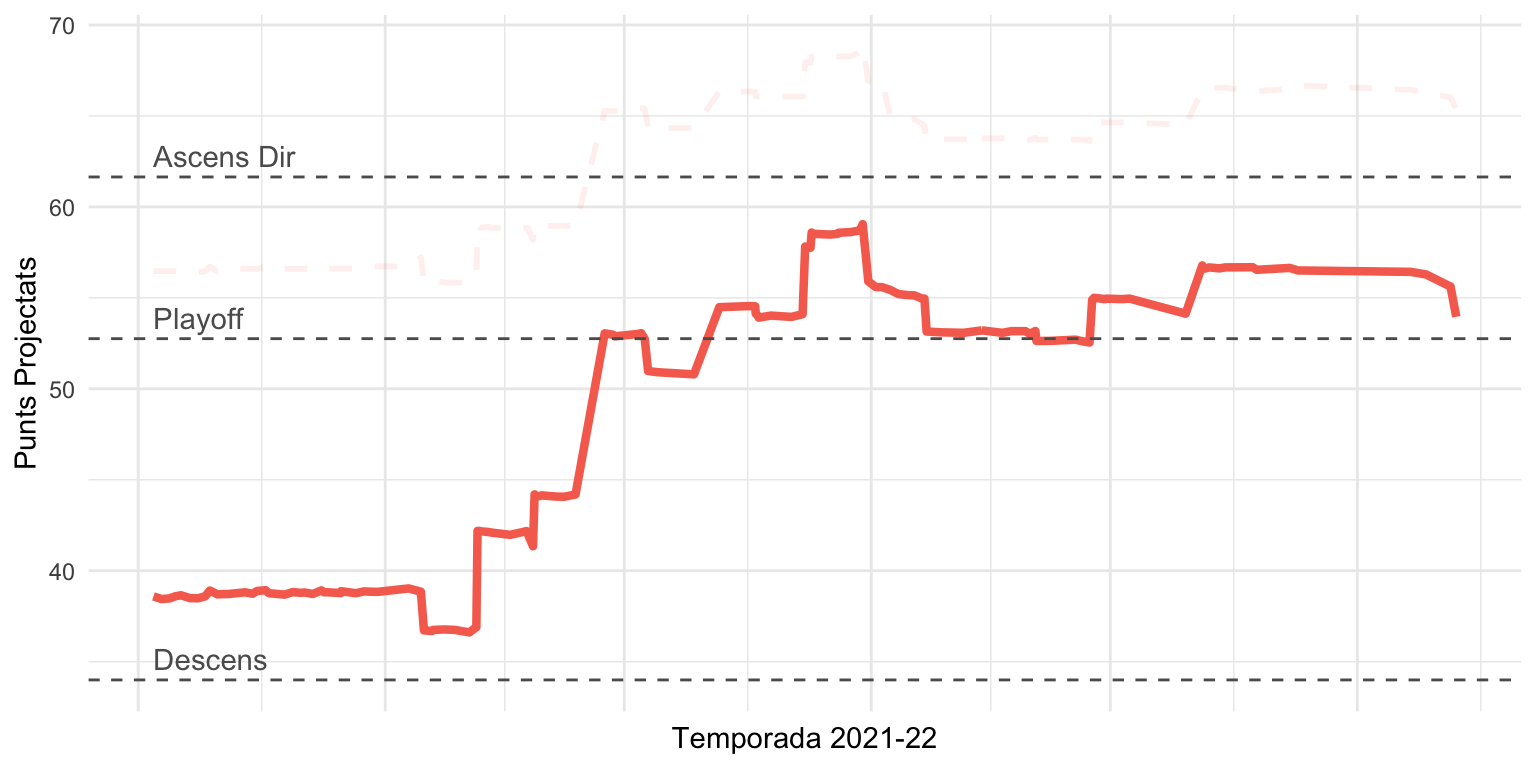 70
Ascens Dir
60
Playoff
50
40
Descens
Punts Projectats
Temporada 2021-22